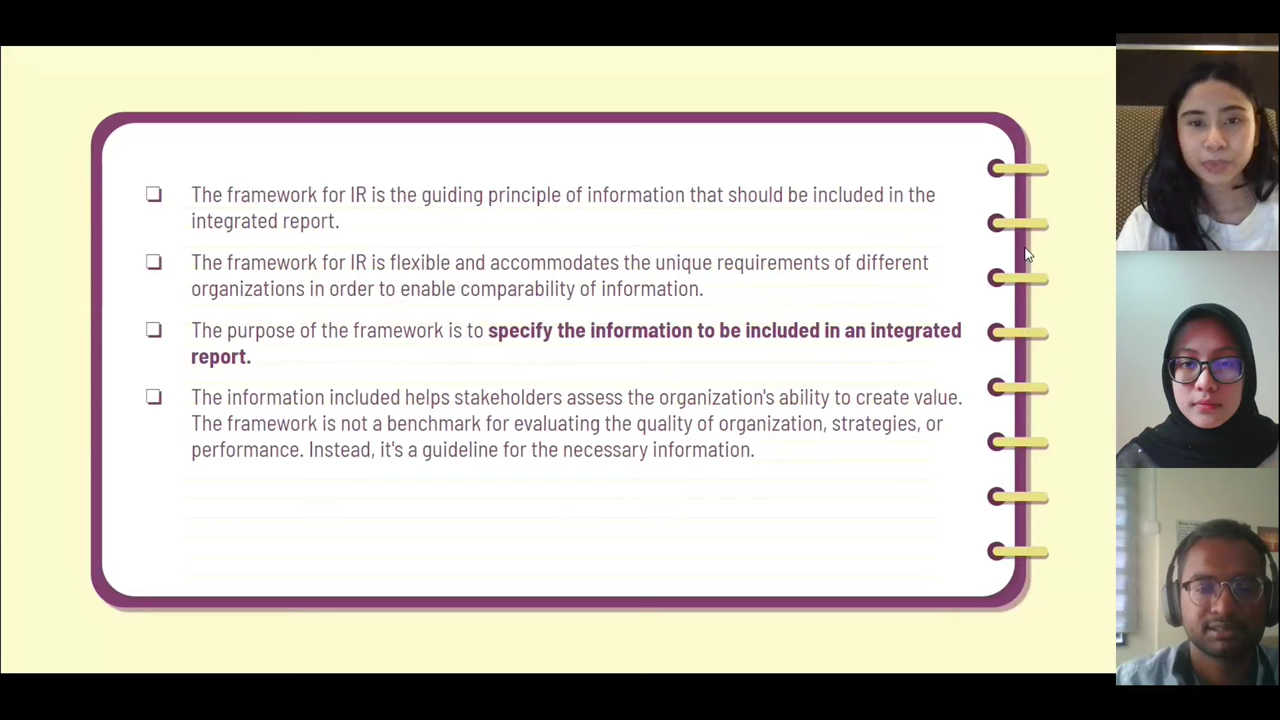 The framework for IR is the guiding principle of information that should be included in the
integrated report.
The framework for IR is flexible and accommodates the unique requirements of different
organizations in order to enable comparability of information.
The purpose of the framework is to specify the information to be included in an integrated
report.
The information included helps stakeholders assess the organization's ability to create value.
The framework is not a benchmark for evaluating the quality of organization, strategies, or
performance. Instead, it's a guideline for the necessary information.